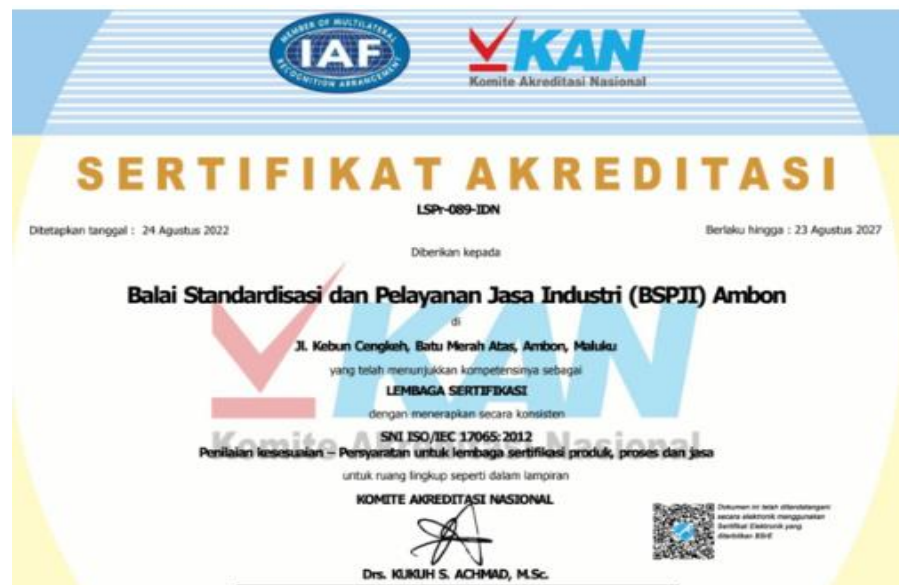 MEMBER OF MULTILATERAL
IAF
RECOGNITION ARRANGEMENT
KAN
Komite Akreditasi Nasional
SERTIFIKAT AKREDITASI
LSPr-089-IDN
Ditetapkan tanggal : 24 Agustus 2022
Berlaku hingga : 23 Agustus 2027
Diberikan kepada
Balai Standardisasi dan Pelayanan Jasa Industri (BSPJI) Ambon
di
Jl. Kebun Cengkeh, Batu Merah Atas, Ambon, Maluku
yang telah menunjukkan kompetensinya sebagai
LEMBAGA SERTIFIKASI
dengan menerapkan secara konsisten
SNI ISO/IEC 17065:2012
Penilaian kesesuaian – Persyaratan untuk lembaga sertifikasi produk, proses dan jasa
untuk ruang lingkup seperti dalam lampiran
KOMITE AKREDITASI NASIONAL
Drs. KUKUH S. ACHMAD, M.Sc.
Dokumen ini telah ditandatangani
secara elektronik menggunakan
Sertifikat Elektronik yang
diterbitkan BSrE
KAN
Komite Akreditasi Nasional